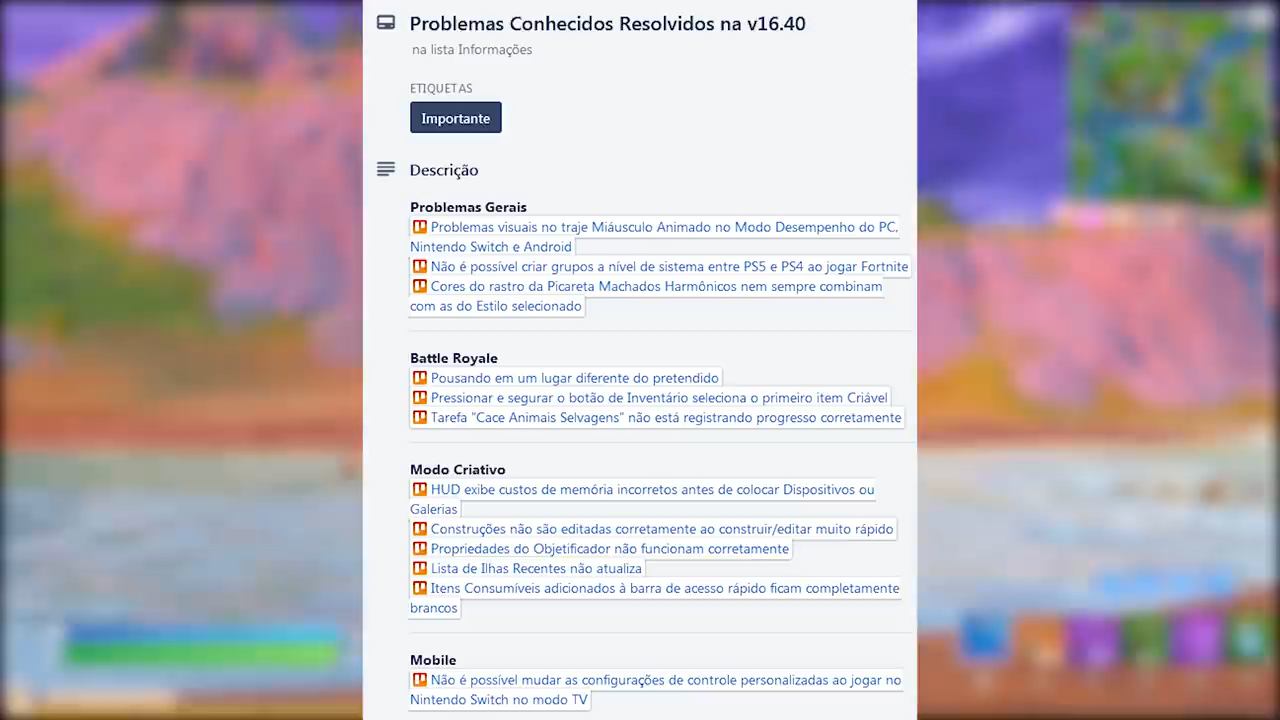 Problemas Conhecidos Resolvidos na v16.40
na lista Informações
ETIQUETAS
Importante
Descrição
Problemas Gerais
Problemas visuais no traje Miáusculo Animado no Modo Desempenho do PC,
Nintendo Switch e Android
Não é possível criar grupos a nível de sistema entre PS5 e PS4 ao jogar Fortnite
Cores do rastro da Picareta Machados Harmônicos nem sempre combinam
com as do Estilo selecionado
Battle Royale
Pousando em um lugar diferente do pretendido
Pressionar e segurar o botão de Inventário seleciona o primeiro item Criável
Tarefa "Cace Animais Selvagens" não está registrando progresso corretamente
Modo Criativo
HUD exibe custos de memória incorretos antes de colocar Dispositivos ou
Galerias
Construções não são editadas corretamente ao construir/editar muito rápido
Propriedades do Objetificador não funcionam corretamente
Lista de Ilhas Recentes não atualiza
Itens Consumíveis adicionados à barra de acesso rápido ficam completamente
brancos
Mobile
Não é possível mudar as configurações de controle personalizadas ao jogar no
Nintendo Switch no modo TV